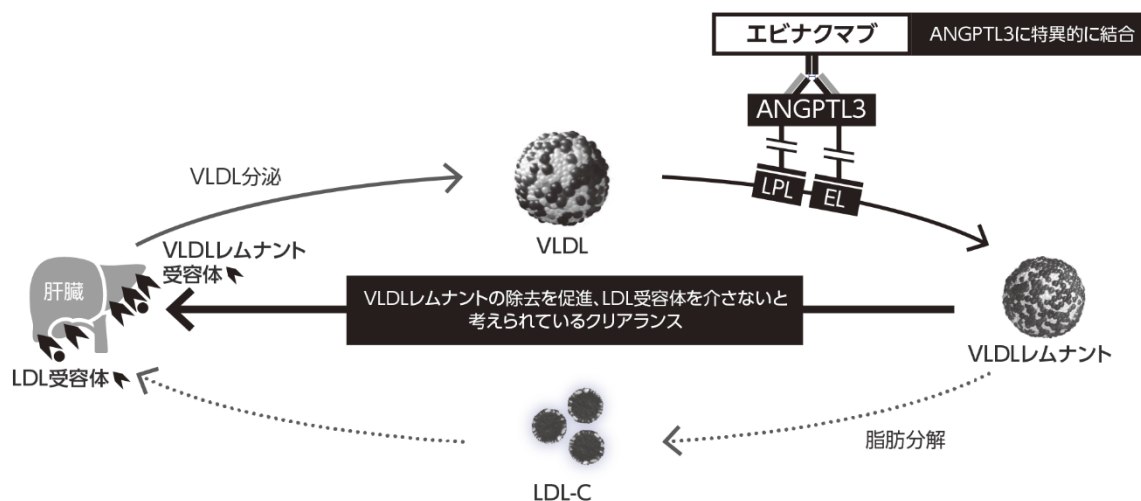 エビナクマブ
ANGPTL3に特異的に結合
ANGPTL3
LPL
EL
VLDL分泌
VLDL
VLDLレムナント
受容体
肝臓
VLDLレムナントの除去を促進、LDL受容体を介さないと
考えられているクリアランス
VLDLレムナント
LDL受容体
脂肪分解
LDL-C